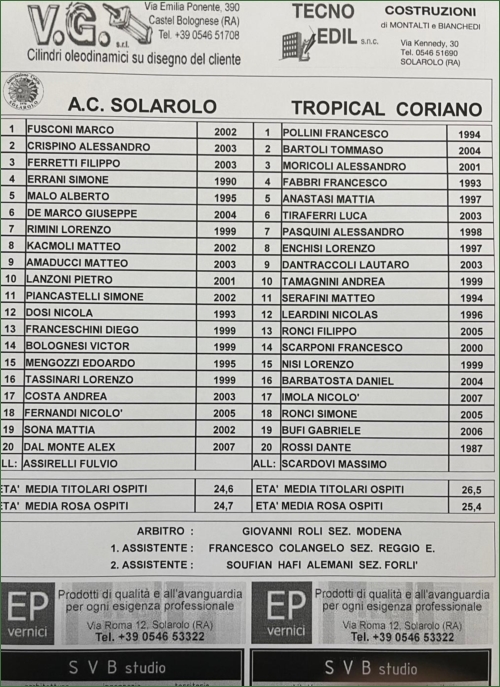 V.G. s.r.l.
Via Emilia Ponente, 390
Castel Bolognese (RA)
Tel. +39 0546 51708
Cilindri oleodinamici su disegno del cliente
TECNO
EDIL s.n.c.
COSTRUZIONI
di MONTALTI e BIANCHEDI
Via Kennedy, 30
Tel. 0546 51690
SOLAROLO (RA)
A.C. SOLAROLO
1 FUSCONI MARCO 2002
2 CRISPINO ALESSANDRO 2003
3 FERRETTI FILIPPO 2003
4 ERRANI SIMONE 1990
5 MALO ALBERTO 1995
6 DE MARCO GIUSEPPE 2004
7 RIMINI LORENZO 1999
8 KACMOLI MATTEO 2002
9 AMADUCCI MATTEO 2003
10 LANZONI PIETRO 2001
11 PIANCASTELLI SIMONE 2002
12 DOSI NICOLA 1993
13 FRANCESCHINI DIEGO 1999
14 BOLOGNESI VICTOR 1999
15 MENGOZZI EDOARDO 1995
16 TASSINARI LORENZO 1999
17 COSTA ANDREA 2003
18 FERNANDI NICOLO' 2005
19 SONA MATTIA 2002
20 DAL MONTE ALEX 2007
LL: ASSIRELLI FULVIO
ETA' MEDIA TITOLARI OSPITI 24,6
ETA' MEDIA ROSA OSPITI 24,7
TROPICAL CORIANO
1 POLLINI FRANCESCO 1994
2 BARTOLI TOMMASO 2004
3 MORICOLI ALESSANDRO 2001
4 FABBRI FRANCESCO 1993
5 ANASTASI MATTIA 1997
6 TIRAFERRI LUCA 2003
7 PASQUINI ALESSANDRO 1998
8 ENCHISI LORENZO 1997
9 DANTRACCOLI LAUTARO 2003
10 TAMAGNINI ANDREA 1999
11 SERAFINI MATTEO 1994
12 LEARDINI NICOLAS 1996
13 RONCI FILIPPO 2005
14 SCARPONI FRANCESCO 2000
15 NISI LORENZO 1999
16 BARBATOSTA DANIEL 2004
17 IMOLA NICOLO' 2007
18 RONCI SIMONE 2005
19 BUFI GABRIELE 2006
20 ROSSI DANTE 1987
ALL: SCARDOVI MASSIMO
ETA' MEDIA TITOLARI OSPITI 26,5
ETA' MEDIA ROSA OSPITI 25,4
ARBITRO : GIOVANNI ROLI SEZ. MODENA
1. ASSISTENTE : FRANCESCO COLANGELO SEZ. REGGIO E.
2. ASSISTENTE : SOUFIAN HAFI ALEMANI SEZ. FORLI'
EP
vernici
Prodotti di qualità e all'avanguardia
per ogni esigenza professionale
Via Roma 12, Solarolo (RA)
Tel. +39 0546 53322
EP
vernici
Prodotti di qualità e all'avanguardia
per ogni esigenza professionale
Via Roma 12, Solarolo (RA)
Tel. +39 0546 53322
SVB studio
SVB studio